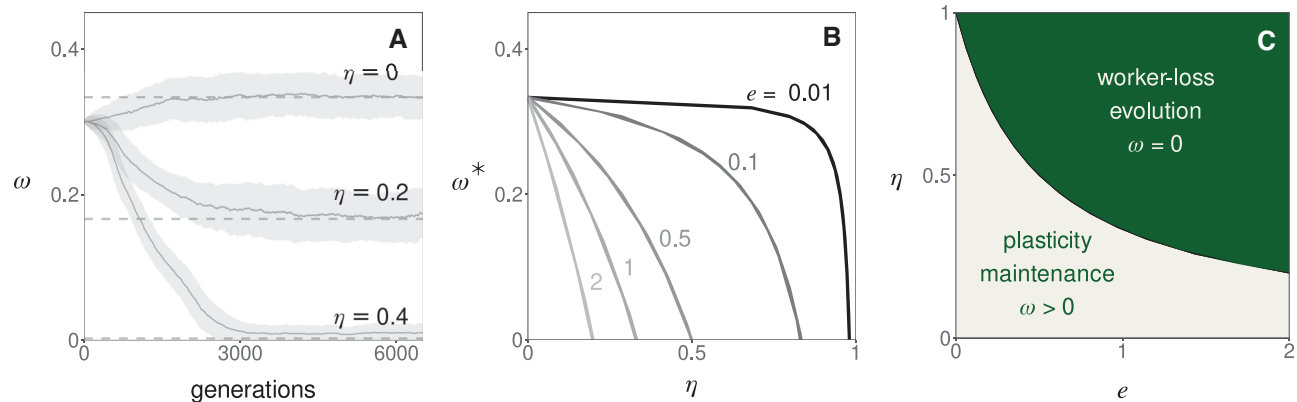 A
0.4
0.2
0
ω
η = 0
η = 0.2
η = 0.4
0
3000
6000
generations
B
0.4
0.2
0
ω*
e = 0.01
0.1
0.5
1
2
0
0.5
1
η
C
1
0.5
0
η
worker-loss
evolution
ω = 0
plasticity
maintenance
ω > 0
0
1
2
e